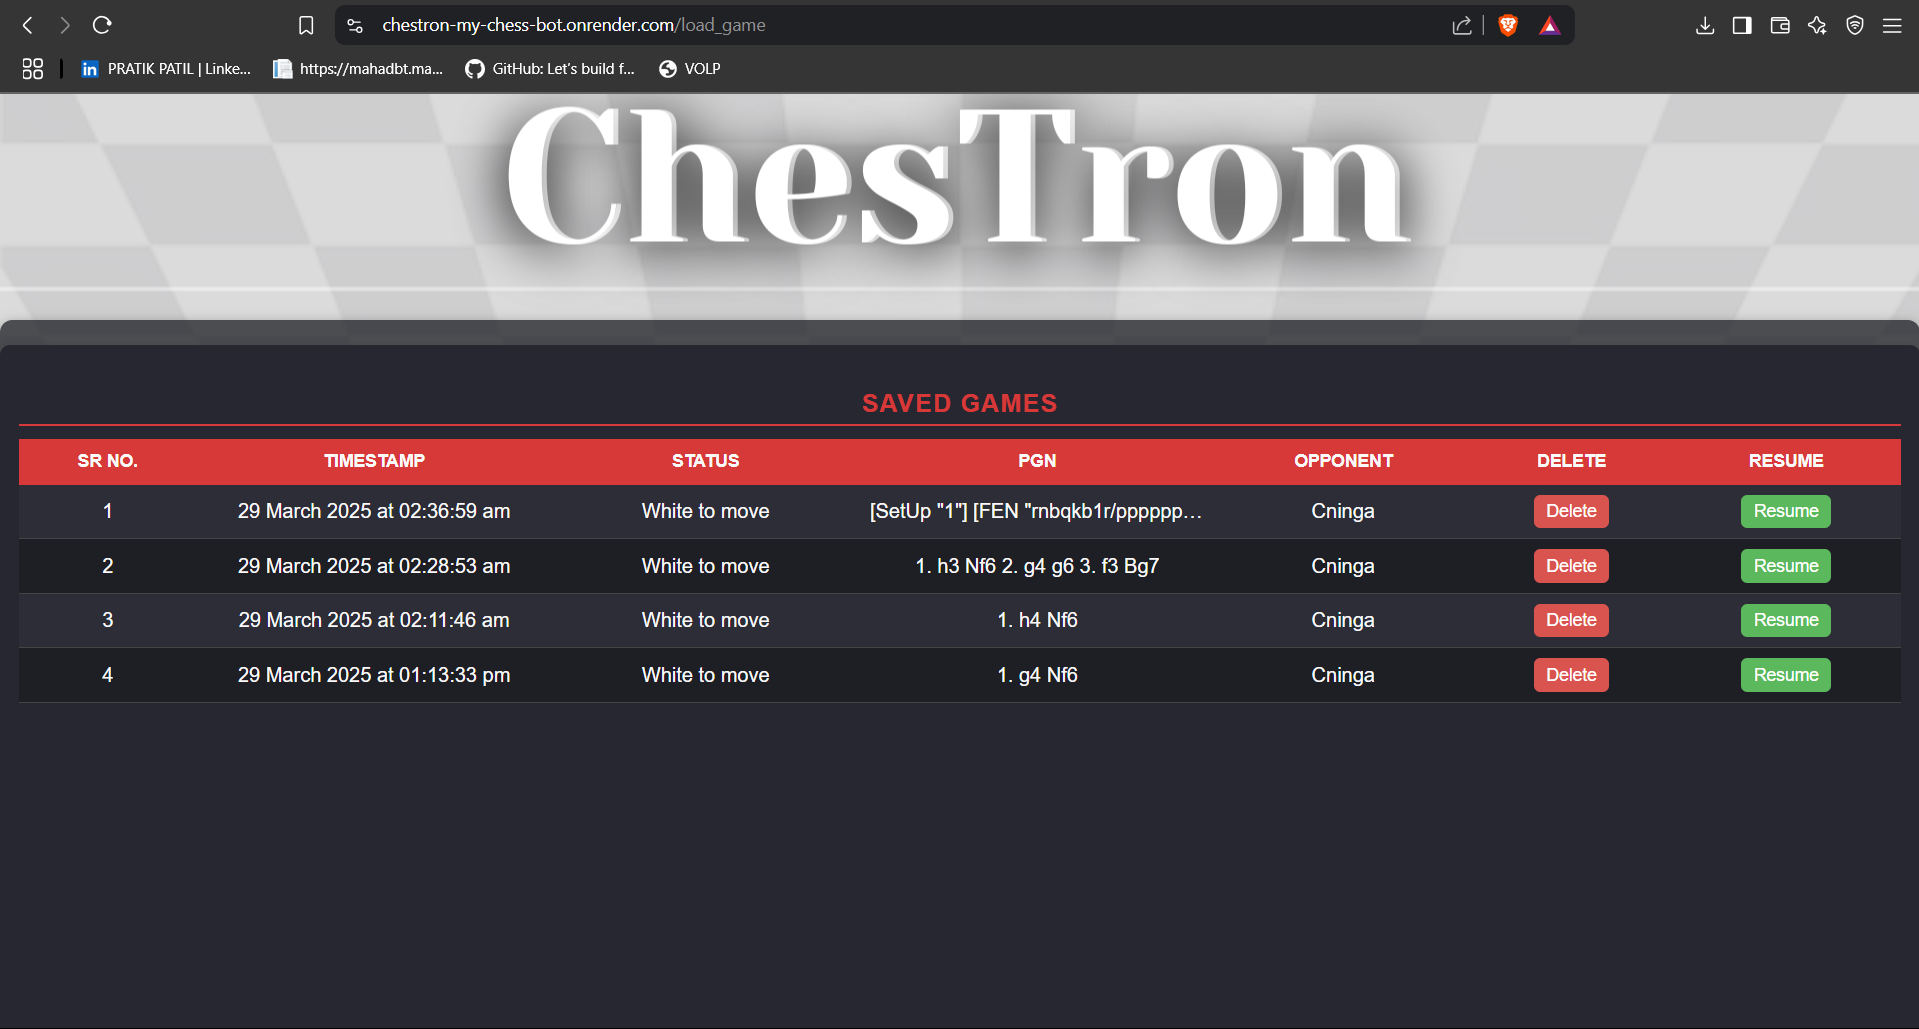 chestron-my-chess-bot.onrender.com/load_game
PRATIK PATIL | Linke... https://mahadbt.ma... GitHub: Let's build f... VOLP
ChesTron
SAVED GAMES
SR NO. TIMESTAMP STATUS PGN OPPONENT DELETE RESUME
1 29 March 2025 at 02:36:59 am White to move [SetUp "1"] [FEN "rnbqkb1r/pppppp... Cninga Delete Resume
2 29 March 2025 at 02:28:53 am White to move 1. h3 Nf6 2. g4 g6 3. f3 Bg7 Cninga Delete Resume
3 29 March 2025 at 02:11:46 am White to move 1. h4 Nf6 Cninga Delete Resume
4 29 March 2025 at 01:13:33 pm White to move 1. g4 Nf6 Cninga Delete Resume